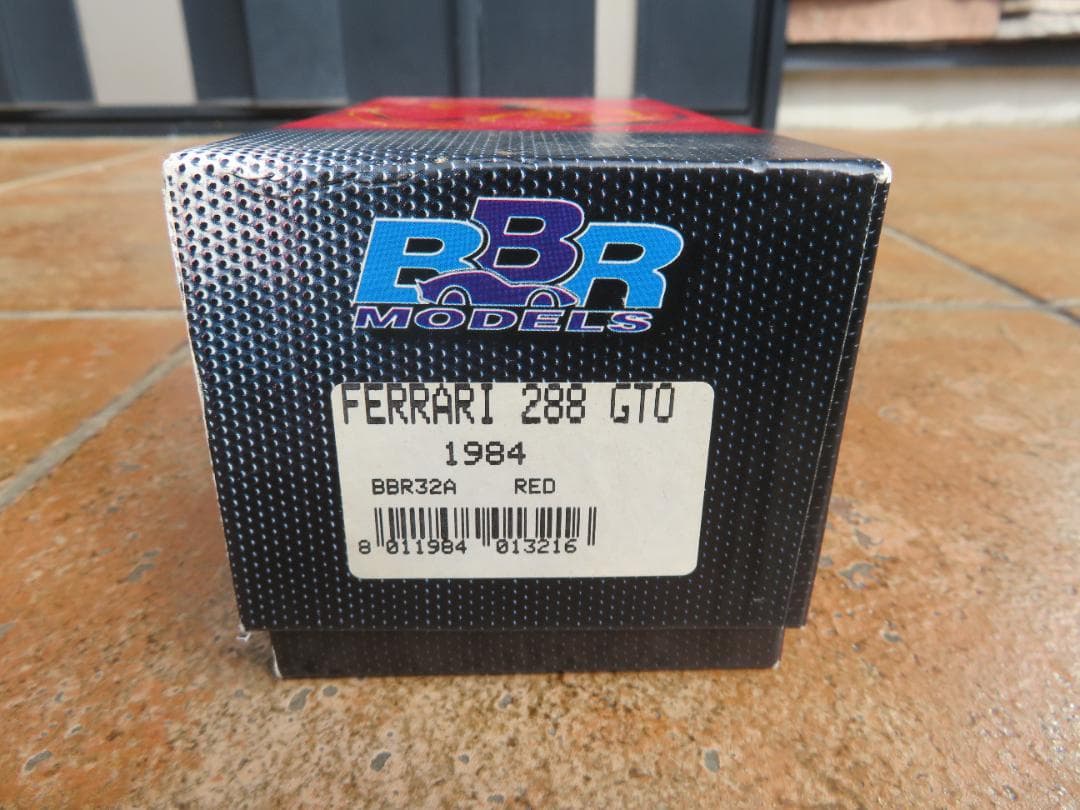 BBR
MODELS
FERRARI 288 GTO
1984
BBR32A RED
8 011984 013216